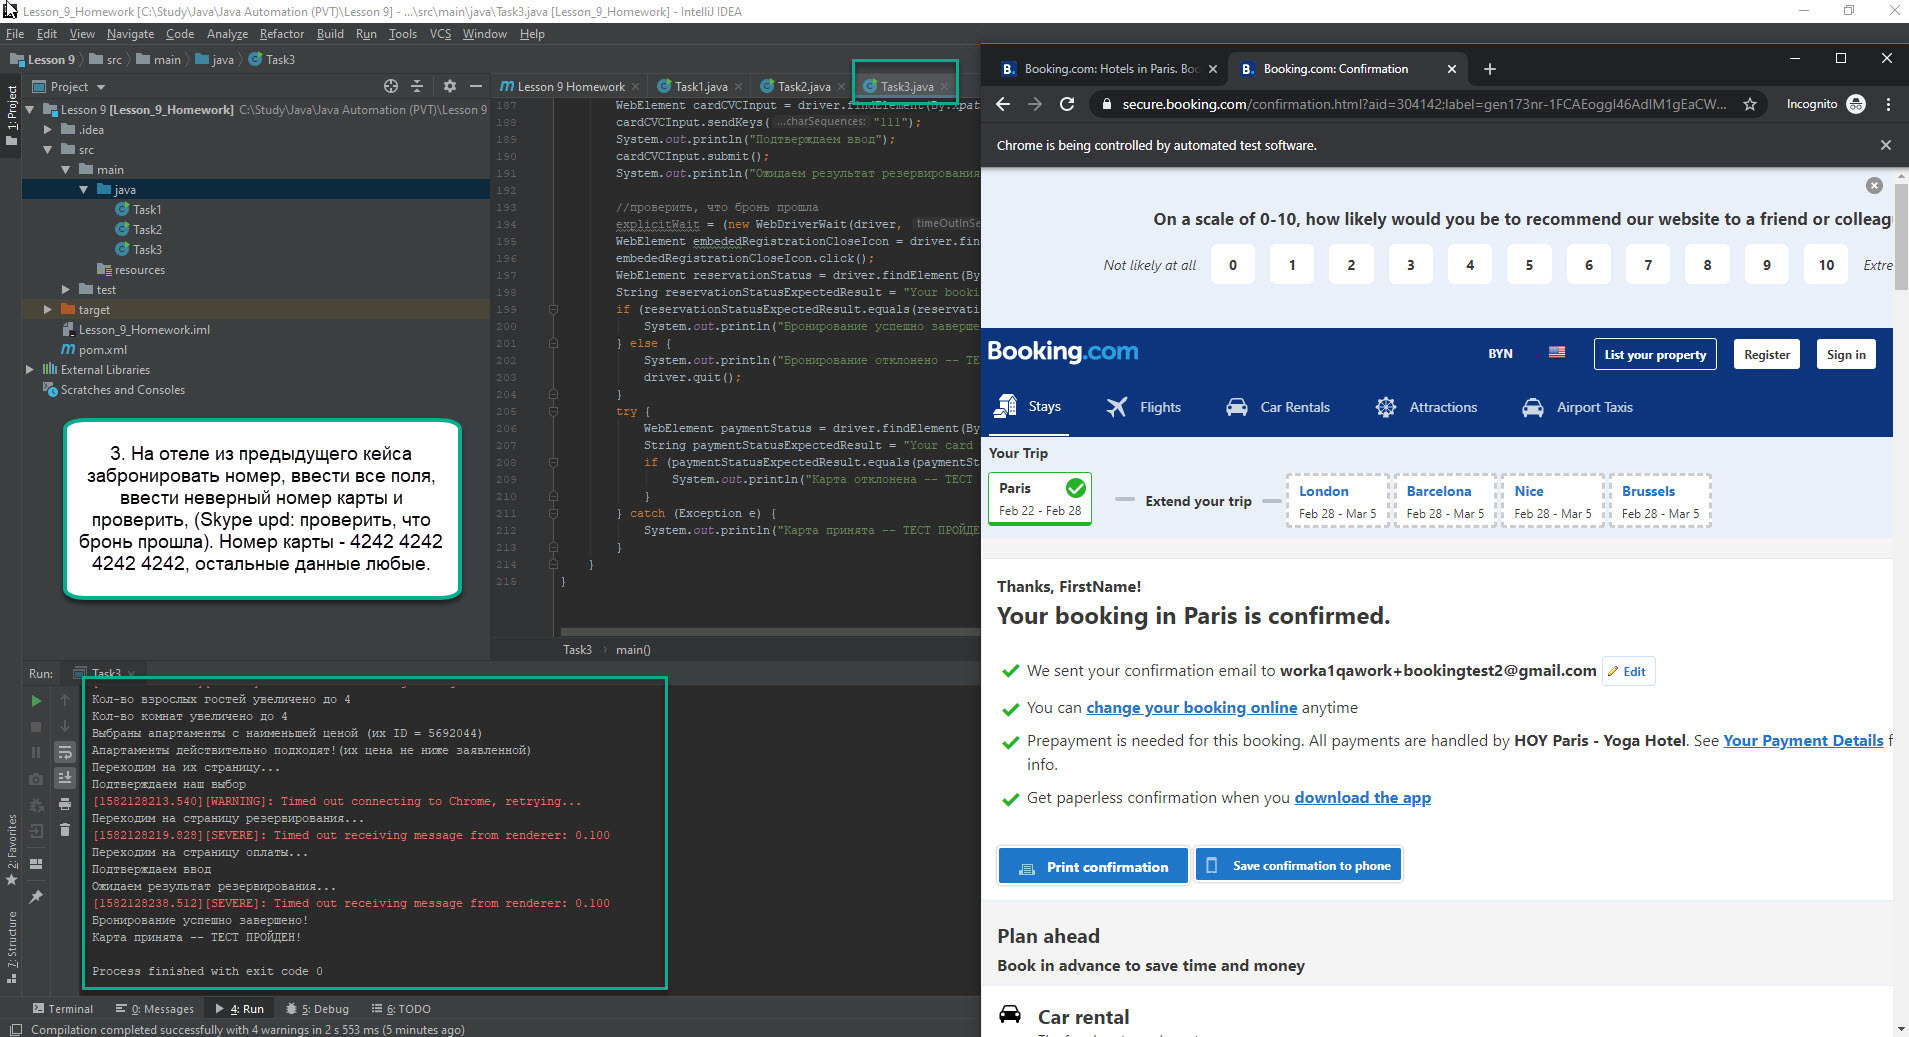 Lesson_9_Homework [C:\Study\Java\Java Automation (PVT)\Lesson 9] - ...\src\main\java\Task3.java [Lesson_9_Homework] - IntelliJ IDEA
File Edit View Navigate Code Analyze Refactor Build Run Tools VCS Window Help
Lesson 9 src main java Task3
1: Project
Project
Lesson 9 [Lesson_9_Homework] C:\Study\Java\Java Automation (PVT)\Lesson 9
.idea
src
main
java
Task1
Task2
Task3
resources
test
target
Lesson_9_Homework.iml
pom.xml
External Libraries
Scratches and Consoles
3. На отеле из предыдущего кейса
забронировать номер, ввести все поля,
ввести неверный номер карты и
проверить, (Skype upd: проверить, что
бронь прошла). Номер карты - 4242 4242
4242 4242, остальные данные любые.
Lesson 9 Homework Task1.java Task2.java Task3.java
187 WebElement cardCVCInput = driver.findElement(By.xpat
188 cardCVCInput.sendKeys( ...charSequences: "111");
189 System.out.println("Подтверждаем ввод");
190 cardCVCInput.submit();
191 System.out.println("Ожидаем результат резервирования
192
193 //проверить, что бронь прошла
194 explicitWait = (new WebDriverWait(driver, timeOutInSe
195 WebElement embededRegistrationCloseIcon = driver.fin
196 embededRegistrationCloseIcon.click();
197 WebElement reservationStatus = driver.findElement(By
198 String reservationStatusExpectedResult = "Your booki
199 if (reservationStatusExpectedResult.equals(reservati
200 System.out.println("Бронирование успешно заверше
201 } else {
202 System.out.println("Бронирование отклонено -- ТЕ
203 driver.quit();
204 }
205 try {
206 WebElement paymentStatus = driver.findElement(By
207 String paymentStatusExpectedResult = "Your card
208 if (paymentStatusExpectedResult.equals(paymentSt
209 System.out.println("Карта отклонена -- ТЕСТ
210 }
211 } catch (Exception e) {
212 System.out.println("Карта принята -- ТЕСТ ПРОЙДЕ
213 }
214 }
215 }
Task3 main()
Run: Task3
Кол-во взрослых гостей увеличено до 4
Кол-во комнат увеличено до 4
Выбраны апартаменты с наименьшей ценой (их ID = 5692044)
Апартаменты действительно подходят!(их цена не ниже заявленной)
Переходим на их страницу...
Подтверждаем наш выбор
[1582128213.540][WARNING]: Timed out connecting to Chrome, retrying...
Переходим на страницу резервирования...
[1582128219.828][SEVERE]: Timed out receiving message from renderer: 0.100
Переходим на страницу оплаты...
Подтверждаем ввод
Ожидаем результат резервирования...
[1582128238.512][SEVERE]: Timed out receiving message from renderer: 0.100
Бронирование успешно завершено!
Карта принята -- ТЕСТ ПРОЙДЕН!
Process finished with exit code 0
2: Favorites
7: Structure
Terminal 0: Messages 4: Run 5: Debug 6: TODO
Compilation completed successfully with 4 warnings in 2 s 553 ms (5 minutes ago)
B. Booking.com: Hotels in Paris. Boo B. Booking.com: Confirmation
secure.booking.com/confirmation.html?aid=304142;label=gen173nr-1FCAEoggI46AdIM1gEaCW... Incognito
Chrome is being controlled by automated test software.
On a scale of 0-10, how likely would you be to recommend our website to a friend or colleag
Not likely at all 0 1 2 3 4 5 6 7 8 9 10 Extre
Booking.com BYN List your property Register Sign in
Stays Flights Car Rentals Attractions Airport Taxis
Your Trip
Paris
Feb 22 - Feb 28
Extend your trip
London
Feb 28 - Mar 5
Barcelona
Feb 28 - Mar 5
Nice
Feb 28 - Mar 5
Brussels
Feb 28 - Mar 5
Thanks, FirstName!
Your booking in Paris is confirmed.
We sent your confirmation email to worka1qawork+bookingtest2@gmail.com Edit
You can change your booking online anytime
Prepayment is needed for this booking. All payments are handled by HOY Paris - Yoga Hotel. See Your Payment Details f
info.
Get paperless confirmation when you download the app
Print confirmation Save confirmation to phone
Plan ahead
Book in advance to save time and money
Car rental